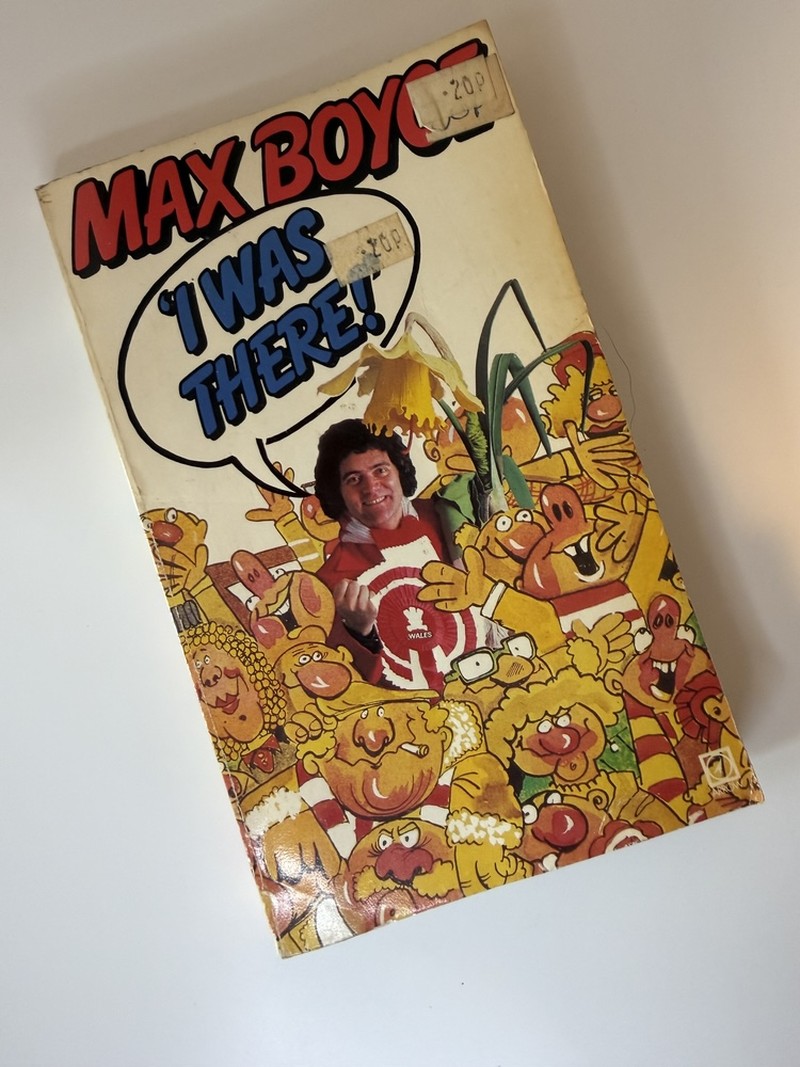 MAX BOYCE
.20P
'I WAS
.20P
THERE!'
WALES